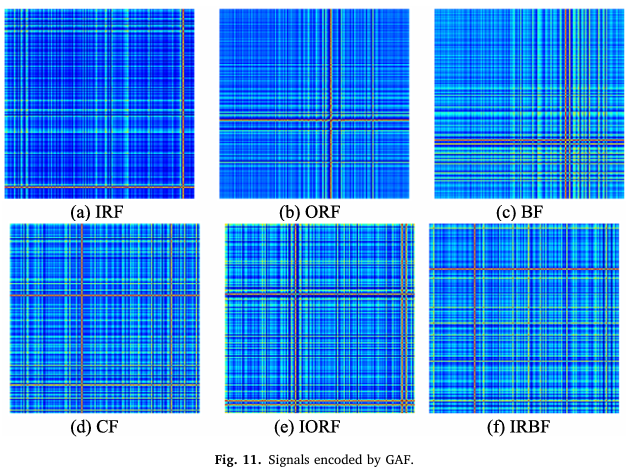 (a) IRF
(b) ORF
(c) BF
(d) CF
(e) IORF
(f) IRBF
Fig. 11. Signals encoded by GAF.